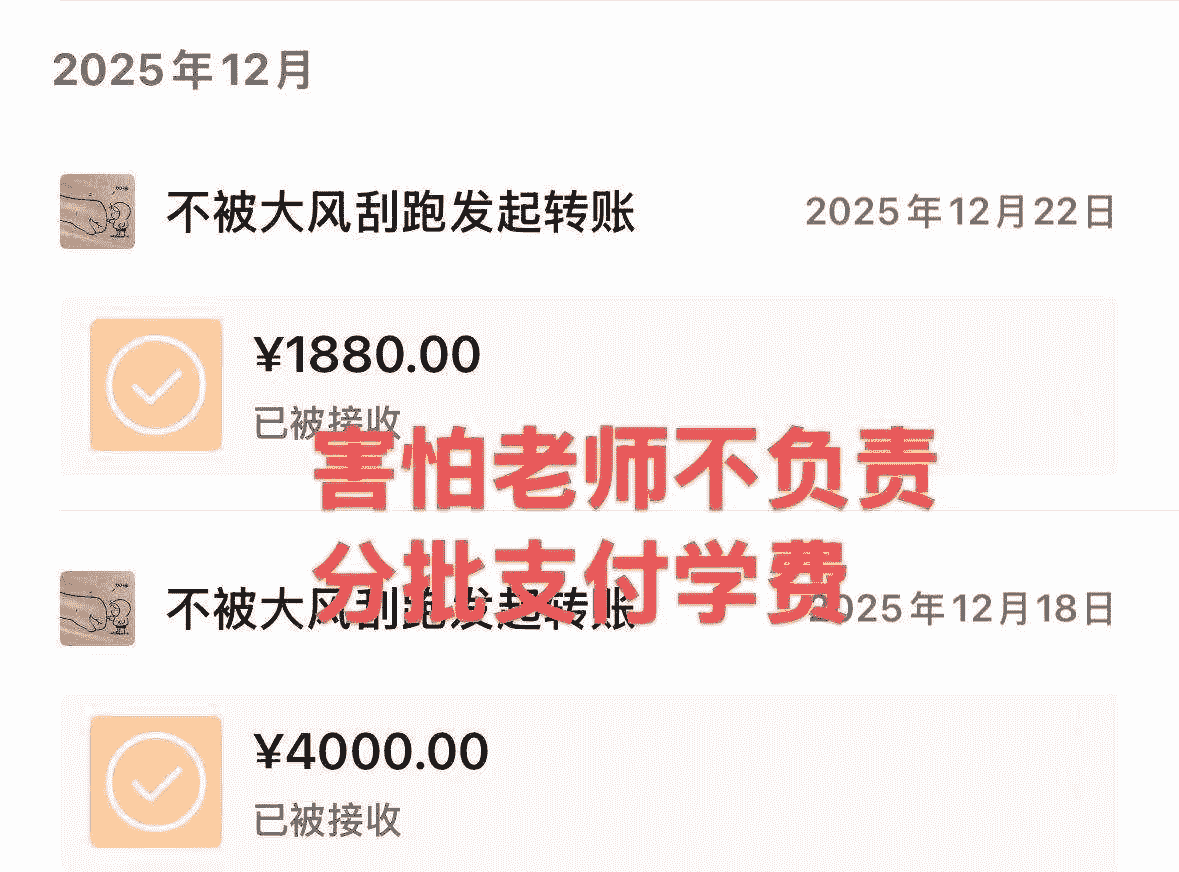 2025年12月
不被大风刮跑发起转账
2025年12月22日
¥1880.00
已被接收
害怕老师不负责
分批支付学费
不被大风刮跑发起转账
2025年12月18日
¥4000.00
已被接收